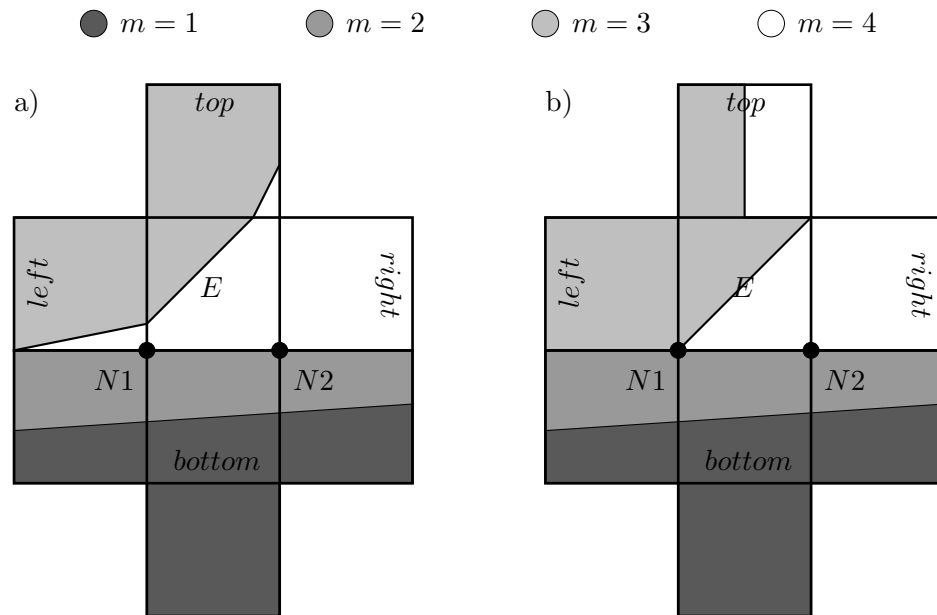 m = 1 m = 2 m = 3 m = 4
a) top b) top
left E right left E right
N1 N2 N1 N2
bottom bottom